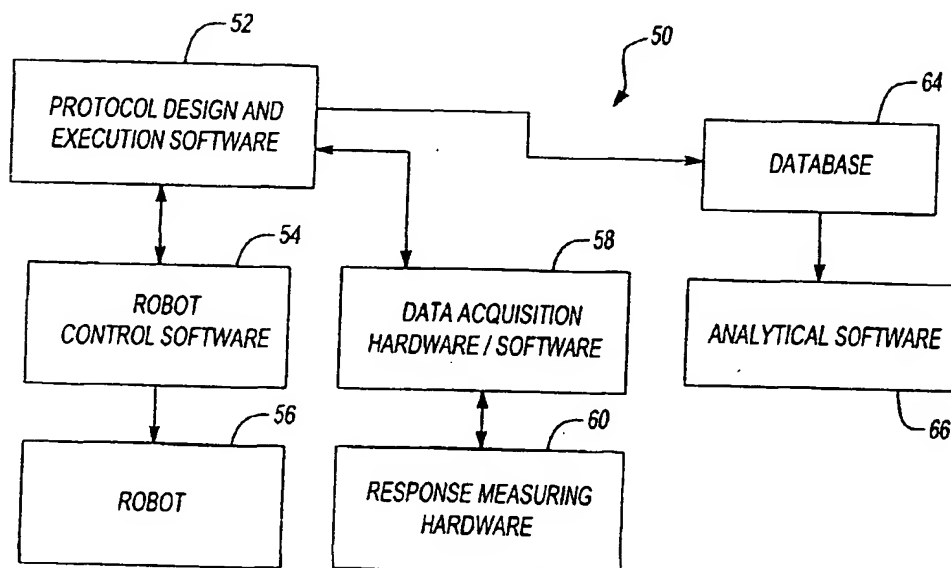 52
50
64
PROTOCOL DESIGN AND
EXECUTION SOFTWARE
DATABASE
54
58
ROBOT
CONTROL SOFTWARE
DATA ACQUISITION
HARDWARE / SOFTWARE
ANALYTICAL SOFTWARE
56
60
66
ROBOT
RESPONSE MEASURING
HARDWARE